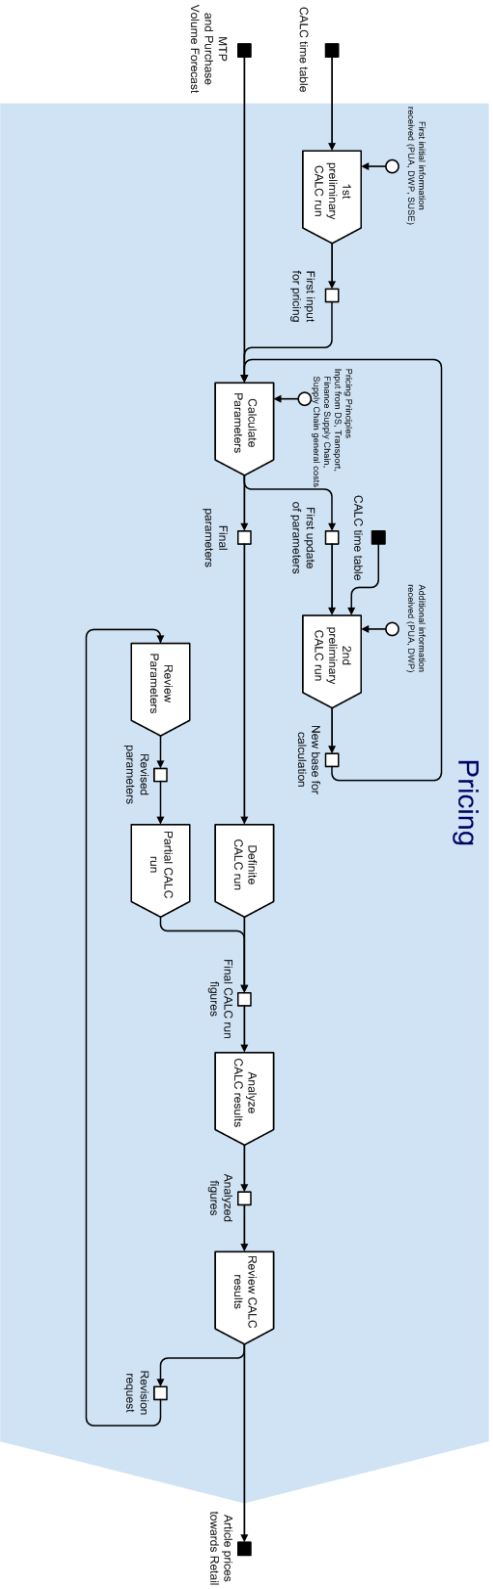 Pricing
CALC time table
First initial information
received (PUA, DWP, SUSE)
1st
preliminary
CALC run
First input
for pricing
MTP
and Purchase
Volume Forecast
Pricing Principles
Input from DS, Transport,
Finance Supply Chain,
Supply Chain general costs
Calculate
Parameters
First update
of parameters
CALC time table
Additional information
received (PUA, DWP)
2nd
preliminary
CALC run
New base for
calculation
Final
parameters
Review
Parameters
Revised
parameters
Partial CALC
run
Definite
CALC run
Final CALC run
figures
Analyze
CALC results
Analyzed
figures
Review CALC
results
Revision
request
Article prices
towards Retail